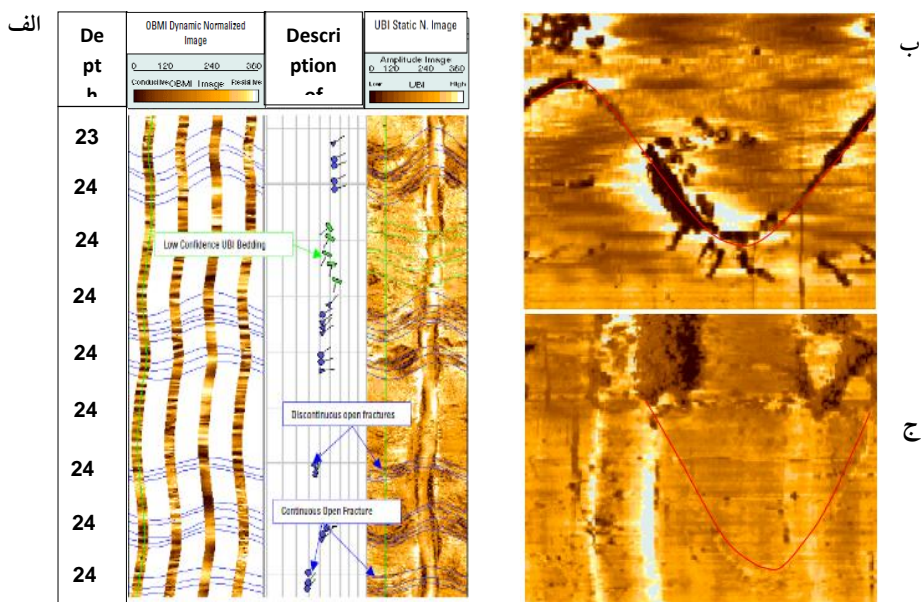 الف
De
pt
h
OBMI Dynamic Normalized
Image
0 120 240 360
Conductive OBMI Image Resistive
Descri
ption
of
UBI Static N. Image
Amplitude Image
0 120 240 360
Low UBI High
23
24
24
24
24
24
24
24
24
Low Confidence UBI Bedding
Discontinuous open fractures
Continuous Open Fracture
ب
ج